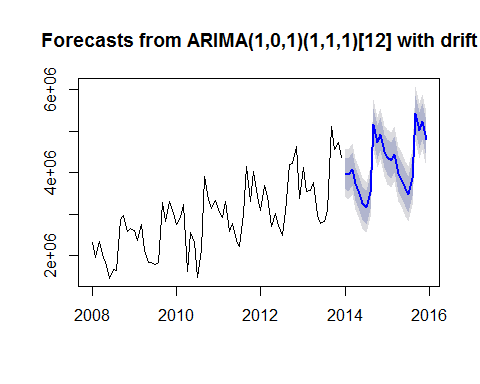 Forecasts from ARIMA(1,0,1)(1,1,1)[12] with drift
6e+06
4e+06
2e+06
2008 2010 2012 2014 2016